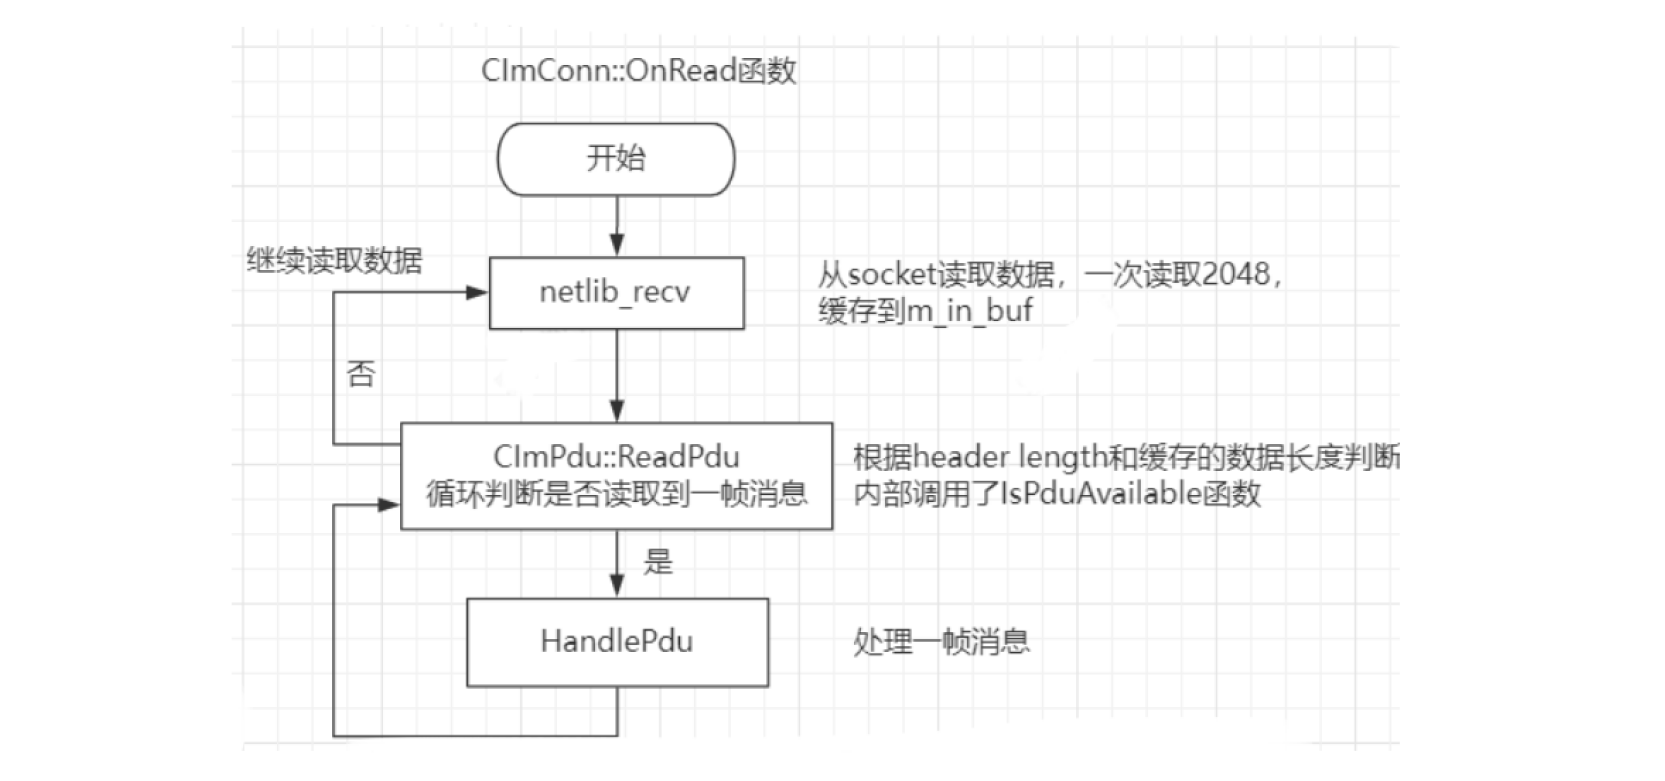 CImConn::OnRead函数
开始
继续读取数据
netlib_recv
从socket读取数据，一次读取2048，
缓存到m_in_buf
否
CImPdu::ReadPdu
循环判断是否读取到一帧消息
根据header length和缓存的数据长度判断
内部调用了IsPduAvailable函数
是
HandlePdu
处理一帧消息